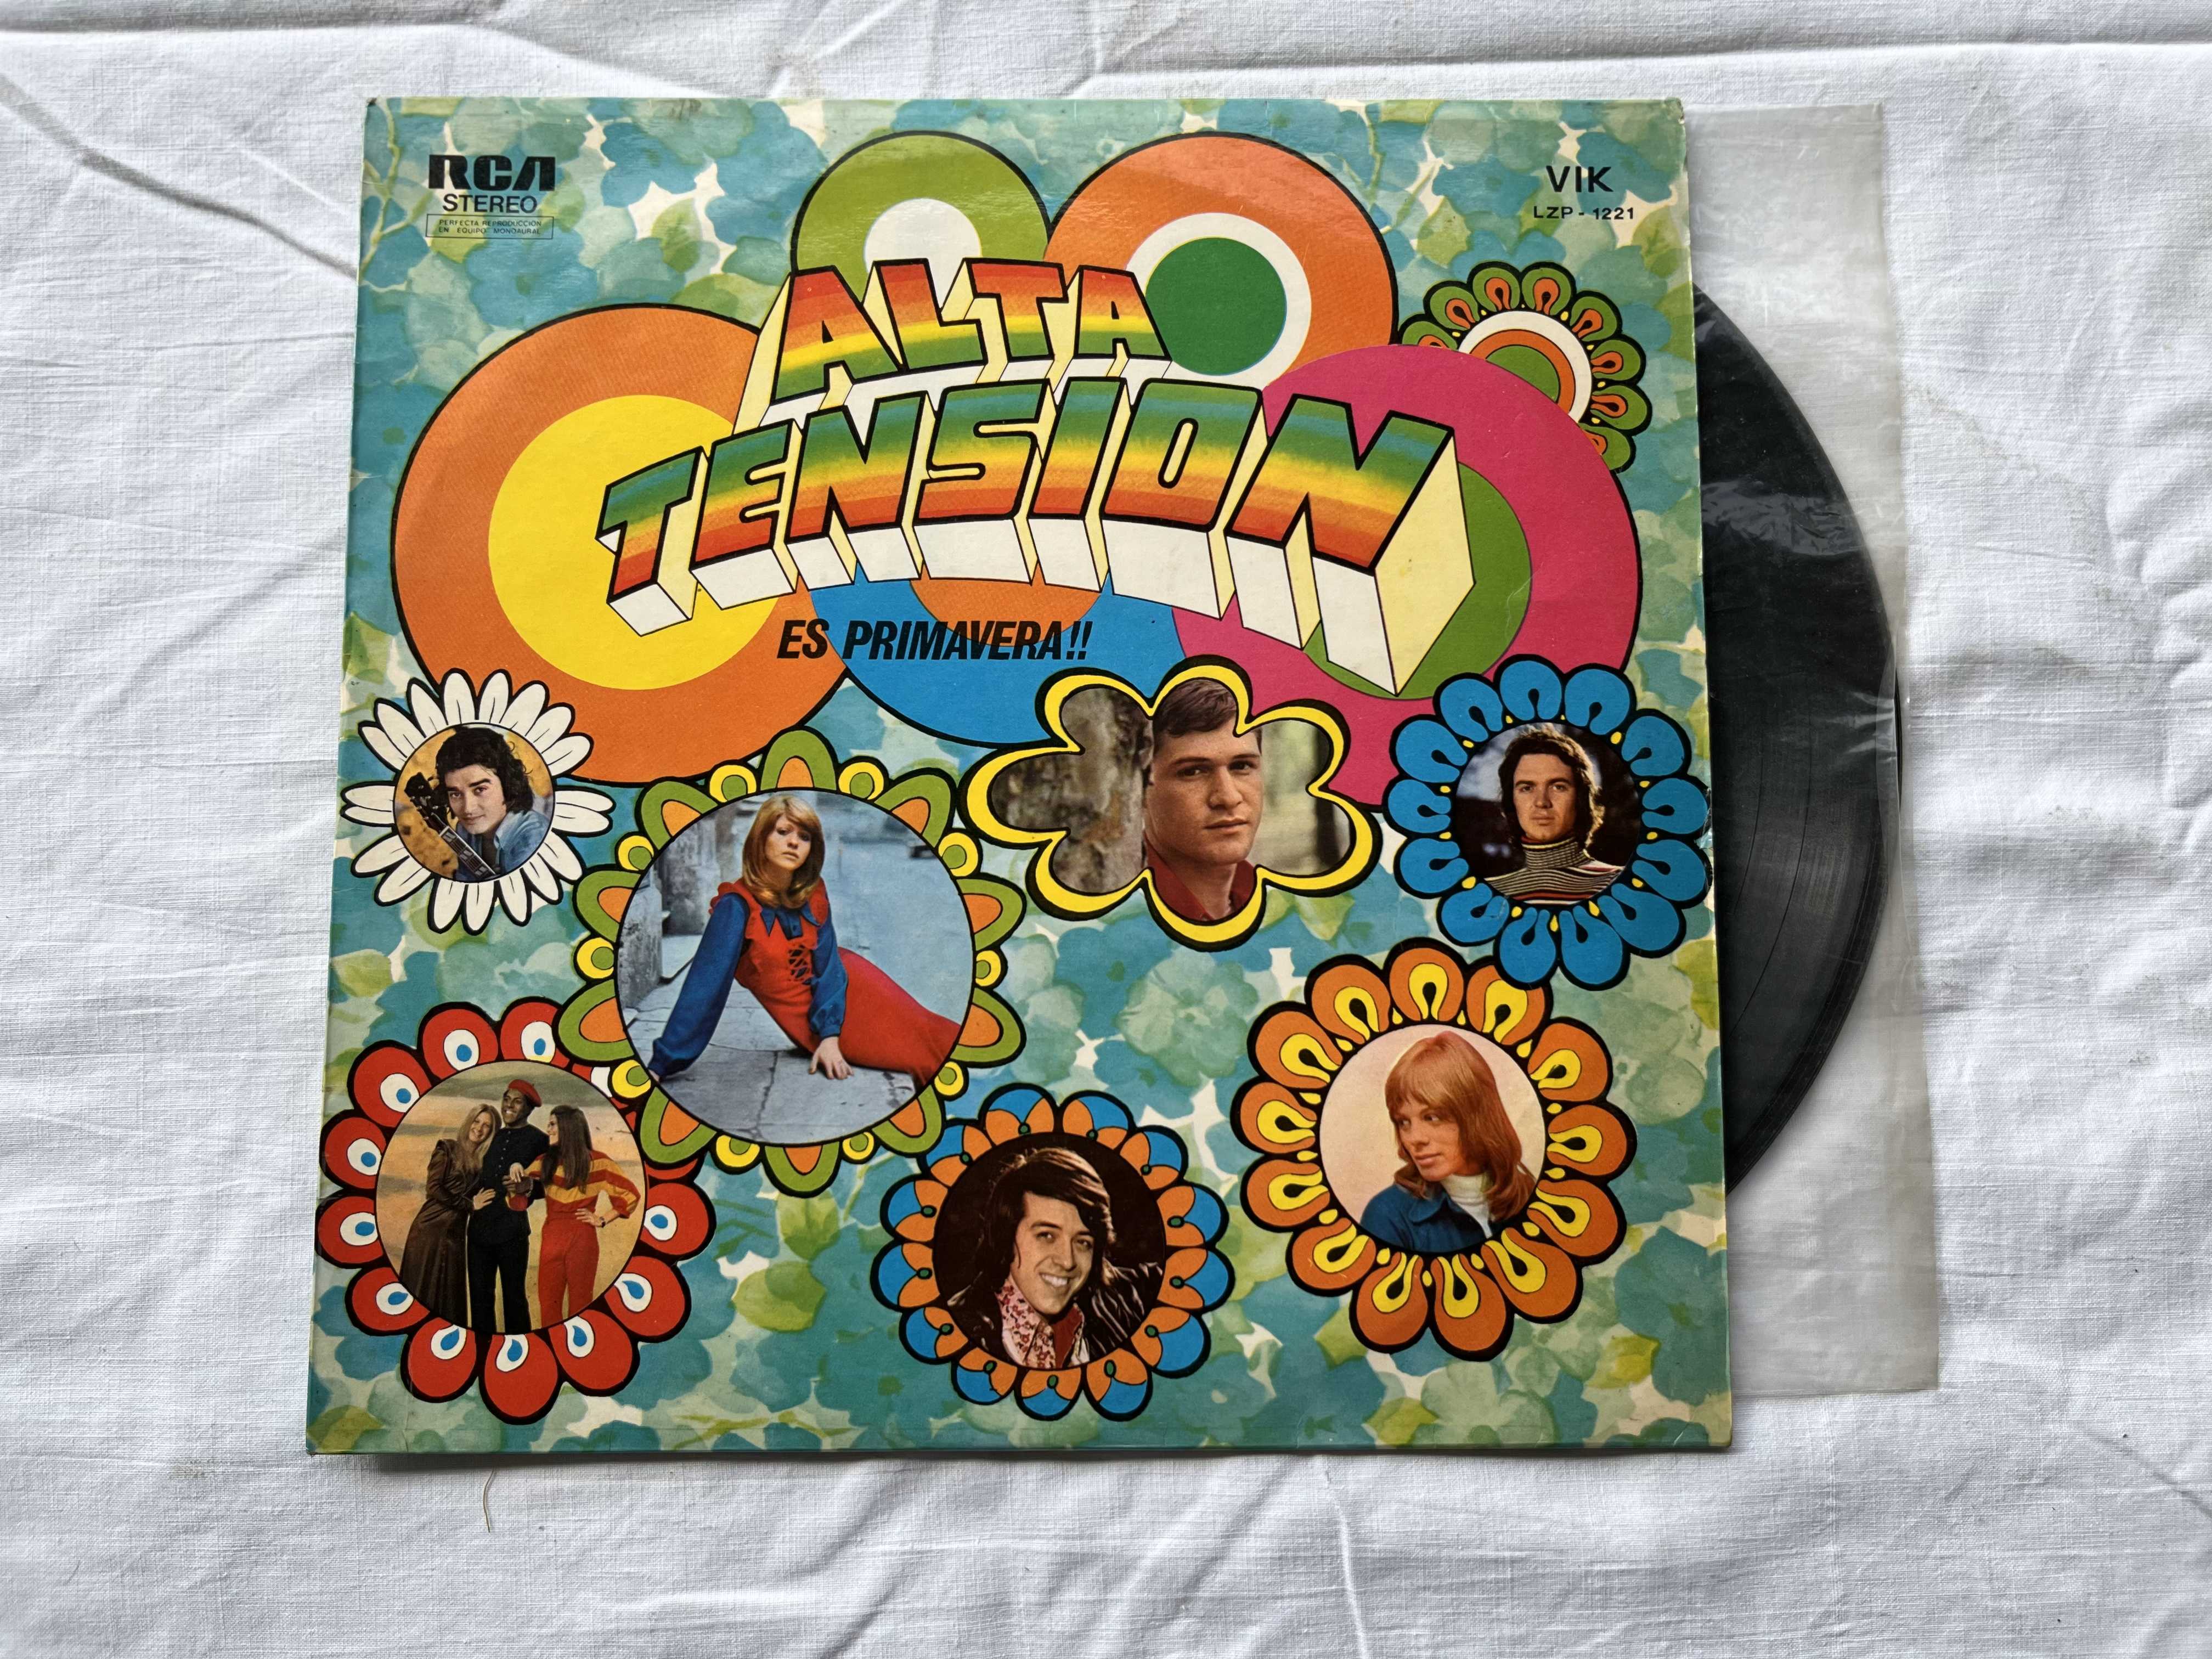 RCA
STEREO
PERFECTA REPRODUCCION
EN EQUIPO MONOAURAL
VIK
LZP - 1221
ALTA
TENSION
ES PRIMAVERA!!